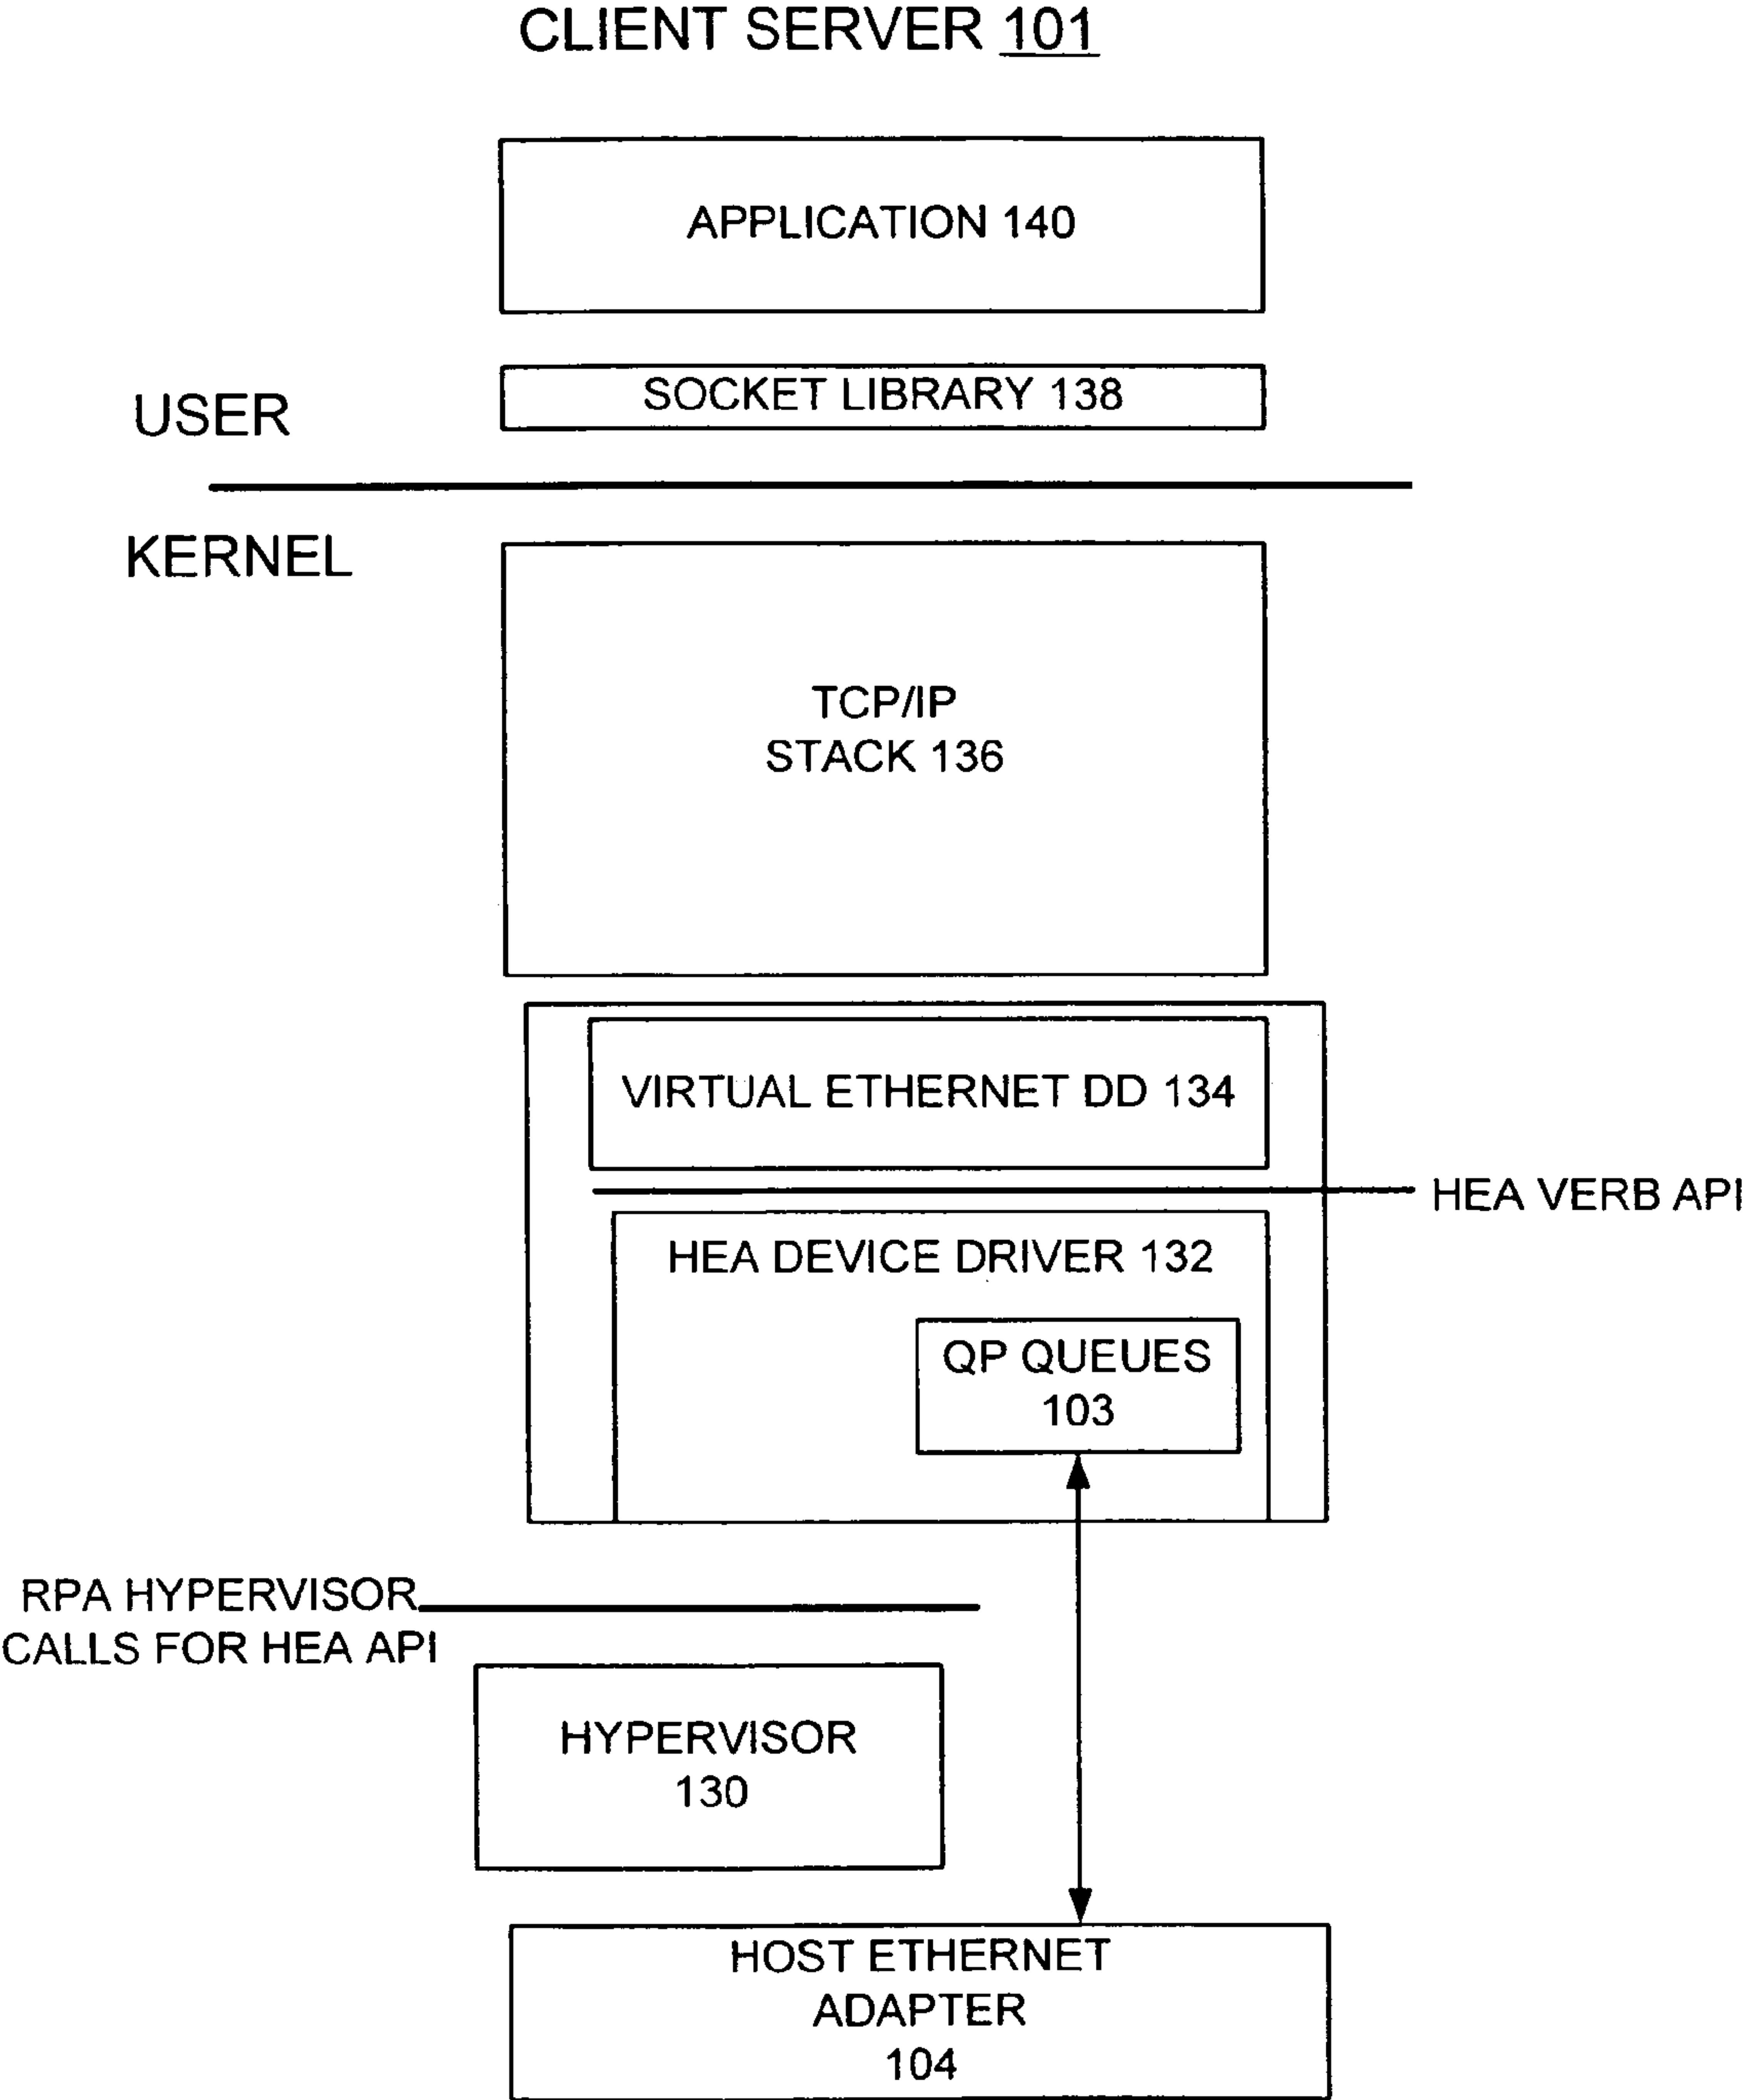 CLIENT SERVER 101
APPLICATION 140
SOCKET LIBRARY 138
USER
KERNEL
TCP/IP
STACK 136
VIRTUAL ETHERNET DD 134
HEA VERB API
HEA DEVICE DRIVER 132
QP QUEUES
103
RPA HYPERVISOR
CALLS FOR HEA API
HYPERVISOR
130
HOST ETHERNET
ADAPTER
104